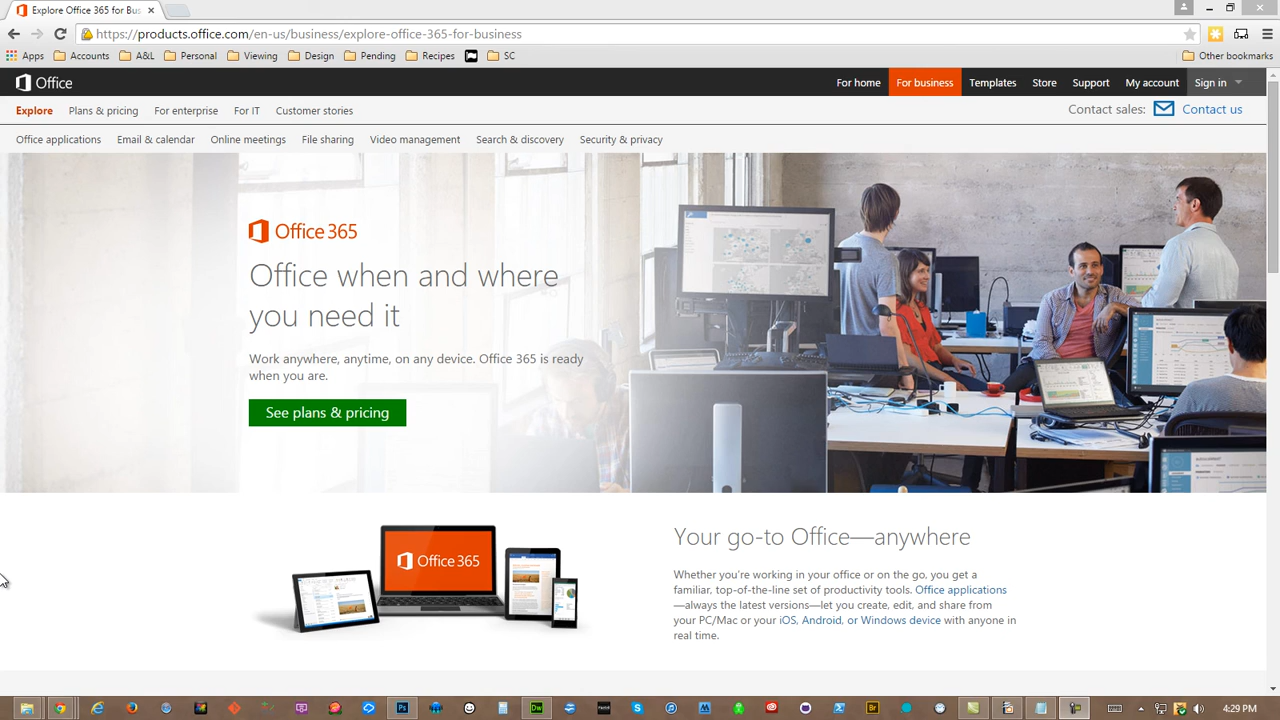 Explore Office 365 for Bus
https://products.office.com/en-us/business/explore-office-365-for-business
Apps Accounts A&L Personal Viewing Design Pending Recipes SC Other bookmarks
Office For home For business Templates Store Support My account Sign in
Explore Plans & pricing For enterprise For IT Customer stories Contact sales: Contact us
Office applications Email & calendar Online meetings File sharing Video management Search & discovery Security & privacy
Office 365
Office when and where
you need it
Work anywhere, anytime, on any device. Office 365 is ready
when you are.
See plans & pricing
Office 365
Your go-to Office—anywhere
Whether you're working in your office or on the go, you get a
familiar, top-of-the-line set of productivity tools. Office applications
—always the latest versions—let you create, edit, and share from
your PC/Mac or your iOS, Android, or Windows device with anyone in
real time.
Ps Dw Br
4:29 PM